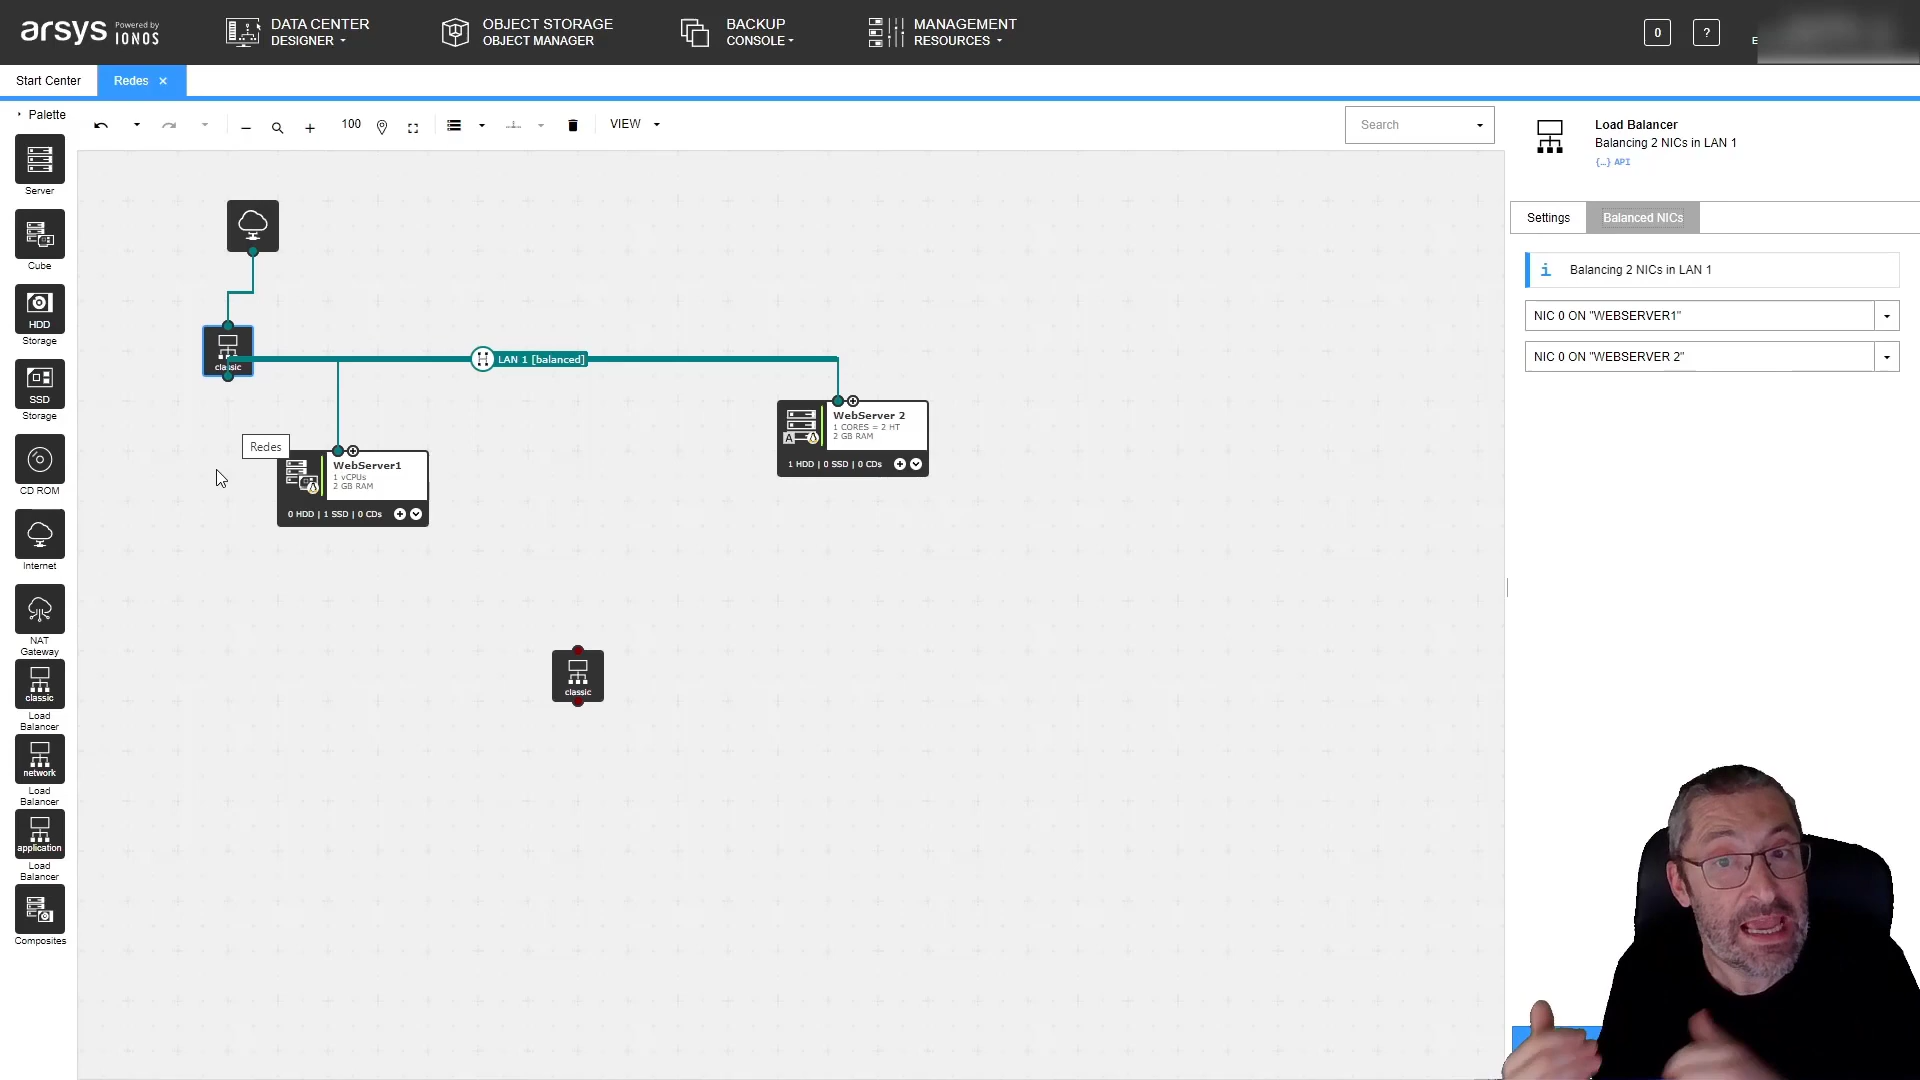 arsys Powered by IONOS
DATA CENTER
DESIGNER
OBJECT STORAGE
OBJECT MANAGER
BACKUP
CONSOLE
MANAGEMENT
RESOURCES
0
?
E
Start Center
Redes ×
Palette
100
VIEW
Search
Server
Cube
HDD
Storage
SSD
Storage
CD ROM
Internet
NAT
Gateway
classic
Load
Balancer
network
Load
Balancer
application
Load
Balancer
Composites
classic
LAN 1 [balanced]
Redes
WebServer1
1 vCPUs
2 GB RAM
0 HDD | 1 SSD | 0 CDs
WebServer 2
1 CORES = 2 HT
2 GB RAM
A
1 HDD | 0 SSD | 0 CDs
classic
Load Balancer
Balancing 2 NICs in LAN 1
{...} API
Settings
Balanced NICs
i Balancing 2 NICs in LAN 1
NIC 0 ON "WEBSERVER1"
NIC 0 ON "WEBSERVER 2"